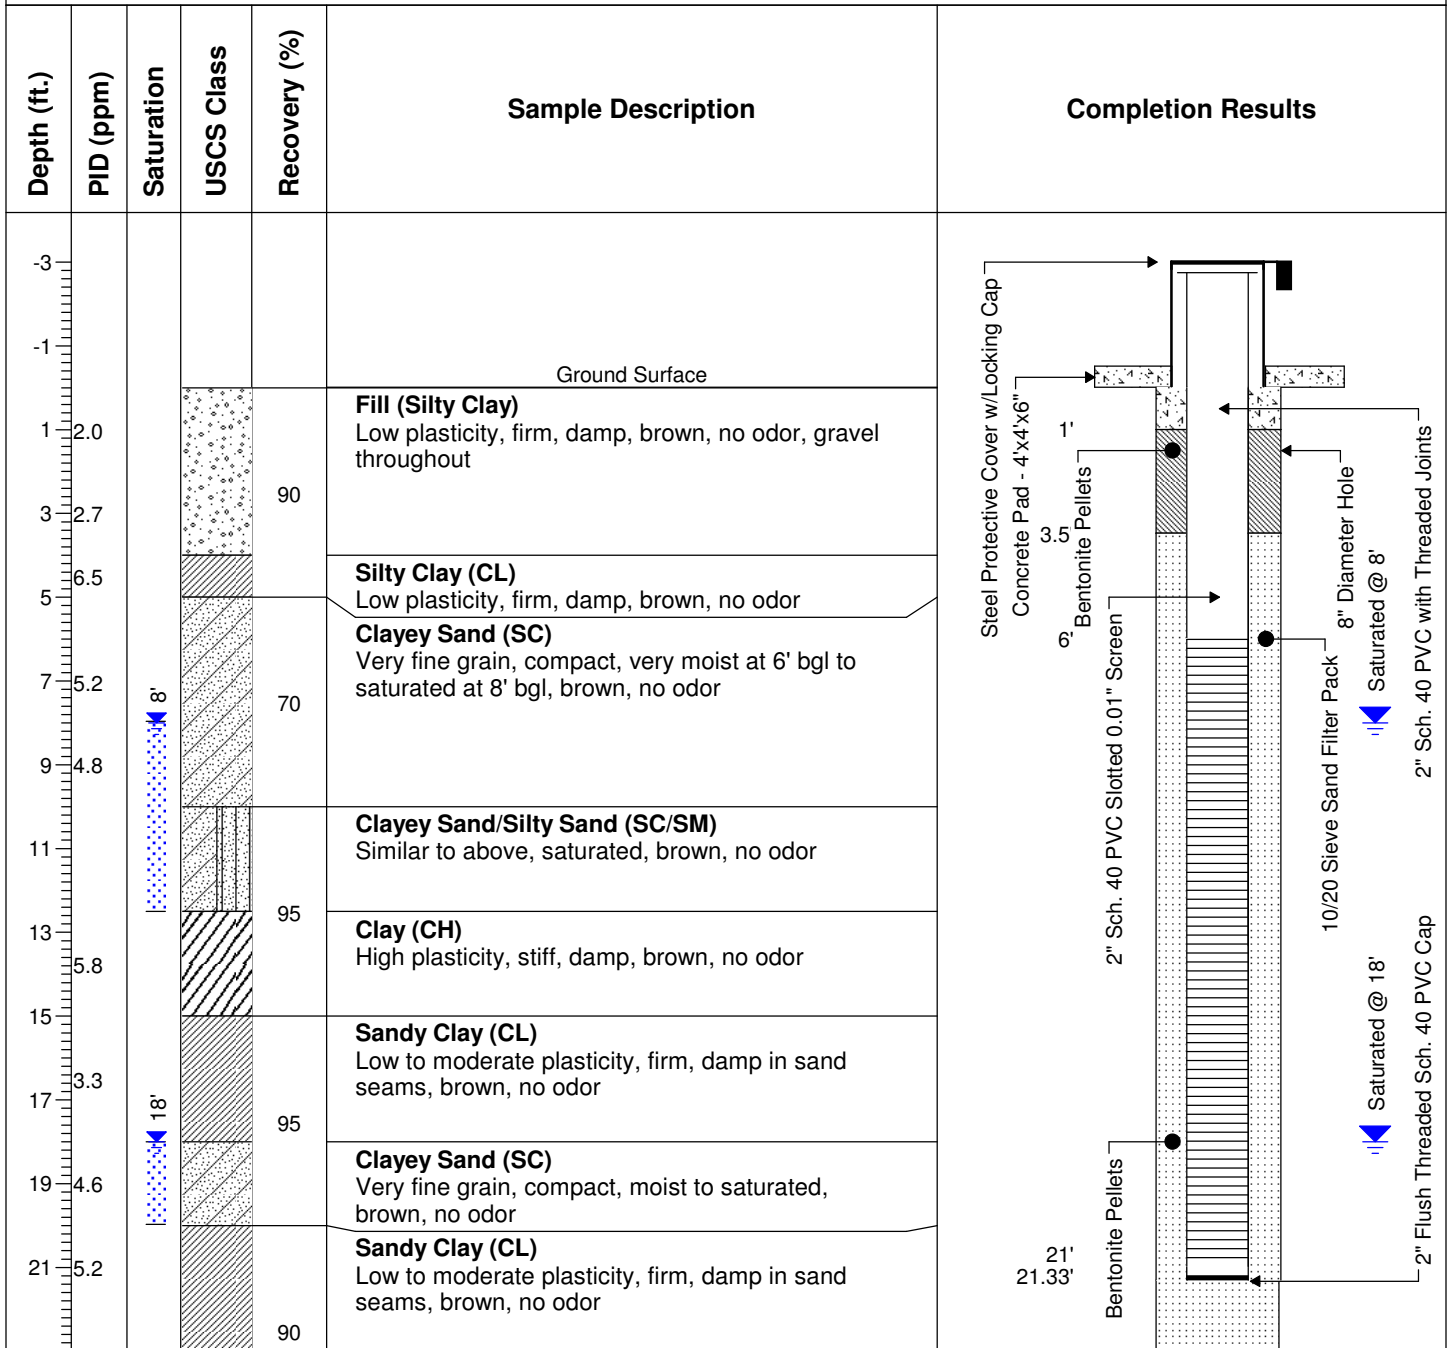 Depth (ft.)
PID (ppm)
Saturation
USCS Class
Recovery (%)
Sample Description
Completion Results
-3
-1
1
3
5
7
9
11
13
15
17
19
21
2.0
2.7
6.5
5.2
4.8
5.8
3.3
4.6
5.2
8'
18'
90
70
95
95
90
Ground Surface
Fill (Silty Clay)
Low plasticity, firm, damp, brown, no odor, gravel
throughout
Silty Clay (CL)
Low plasticity, firm, damp, brown, no odor
Clayey Sand (SC)
Very fine grain, compact, very moist at 6' bgl to
saturated at 8' bgl, brown, no odor
Clayey Sand/Silty Sand (SC/SM)
Similar to above, saturated, brown, no odor
Clay (CH)
High plasticity, stiff, damp, brown, no odor
Sandy Clay (CL)
Low to moderate plasticity, firm, damp in sand
seams, brown, no odor
Clayey Sand (SC)
Very fine grain, compact, moist to saturated,
brown, no odor
Sandy Clay (CL)
Low to moderate plasticity, firm, damp in sand
seams, brown, no odor
Steel Protective Cover w/Locking Cap
Concrete Pad - 4'x4'x6"
1'
Bentonite Pellets
3.5'
6'
2" Sch. 40 PVC Slotted 0.01" Screen
Bentonite Pellets
21'
21.33'
10/20 Sieve Sand Filter Pack
8" Diameter Hole
Saturated @ 8'
Saturated @ 18'
2" Sch. 40 PVC with Threaded Joints
2" Flush Threaded Sch. 40 PVC Cap